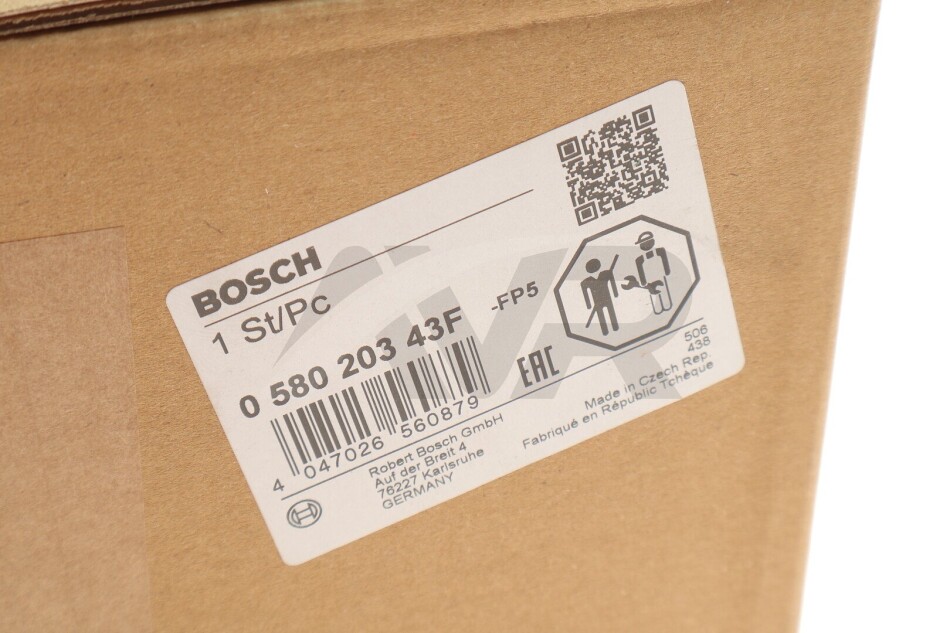 BOSCH
1 St/Pc
0 580 203 43F -FP5
4 047026 560879
EAC
506
438
Made in Czech Rep.
Fabriqué en République Tchèque
Robert Bosch GmbH
Auf der Breit 4
76227 Karlsruhe
GERMANY